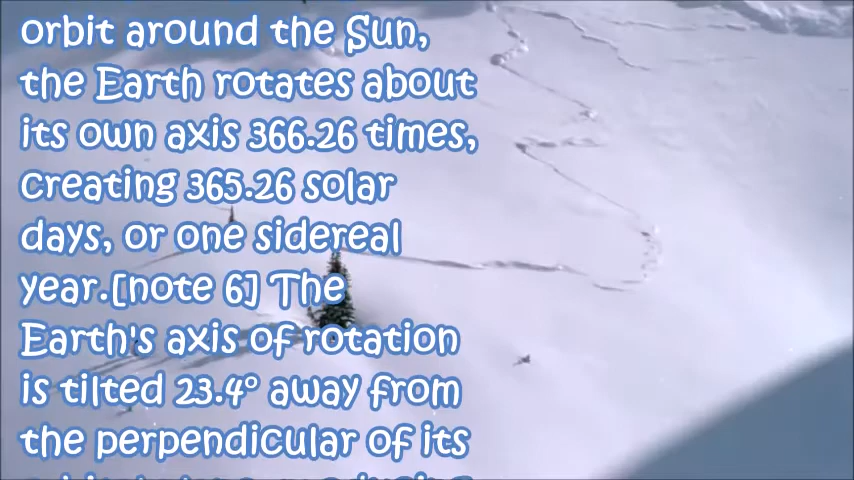 orbit around the Sun,
the Earth rotates about
its own axis 366.26 times,
creating 365.26 solar
days, or one sidereal
year.[note 6] The
Earth's axis of rotation
is tilted 23.4° away from
the perpendicular of its